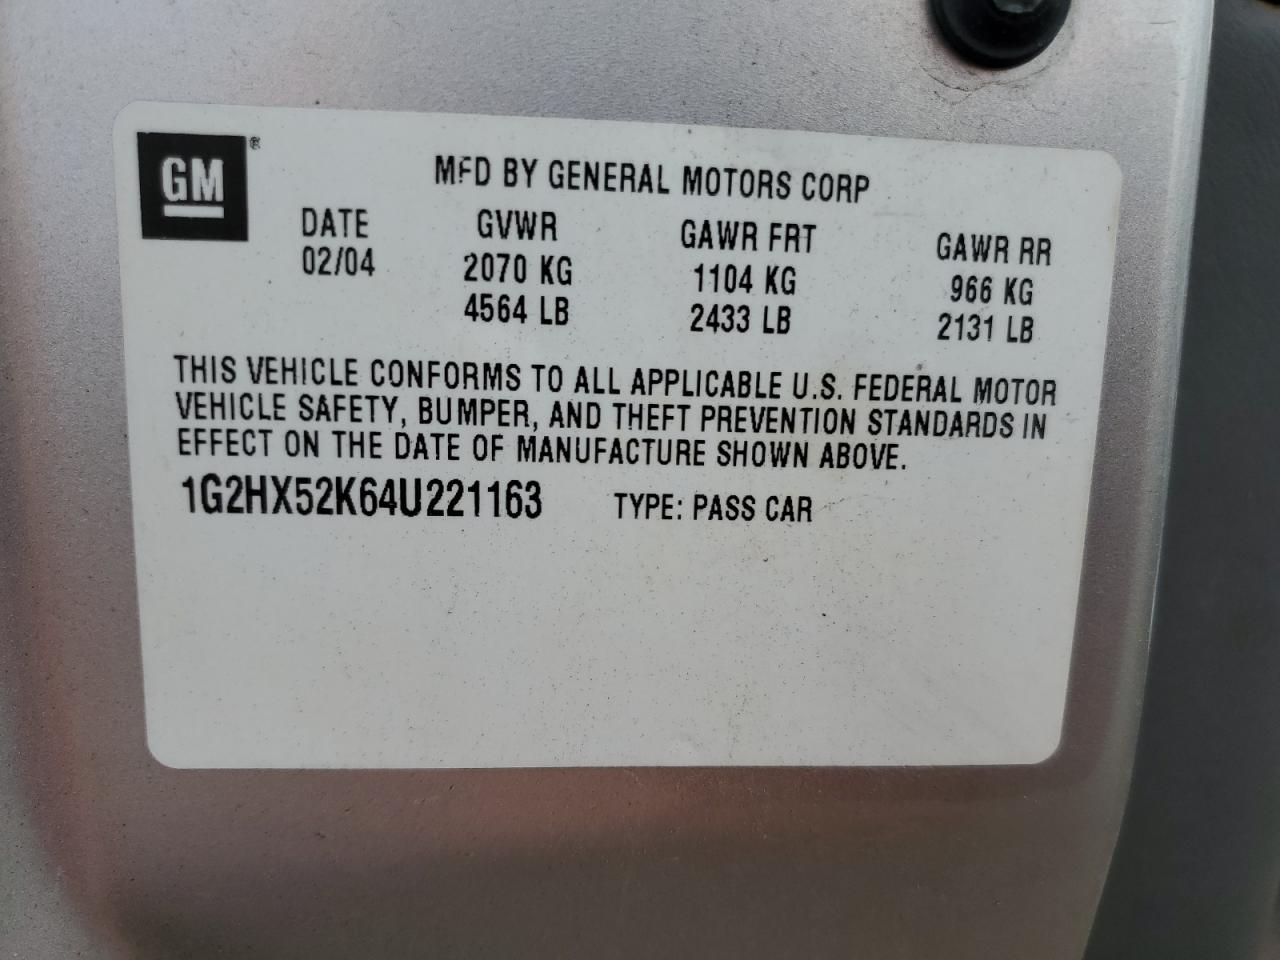 GM ®
MFD BY GENERAL MOTORS CORP
DATE GVWR GAWR FRT GAWR RR
02/04 2070 KG 1104 KG 966 KG
4564 LB 2433 LB 2131 LB
THIS VEHICLE CONFORMS TO ALL APPLICABLE U.S. FEDERAL MOTOR
VEHICLE SAFETY, BUMPER, AND THEFT PREVENTION STANDARDS IN
EFFECT ON THE DATE OF MANUFACTURE SHOWN ABOVE.
1G2HX52K64U221163 TYPE: PASS CAR